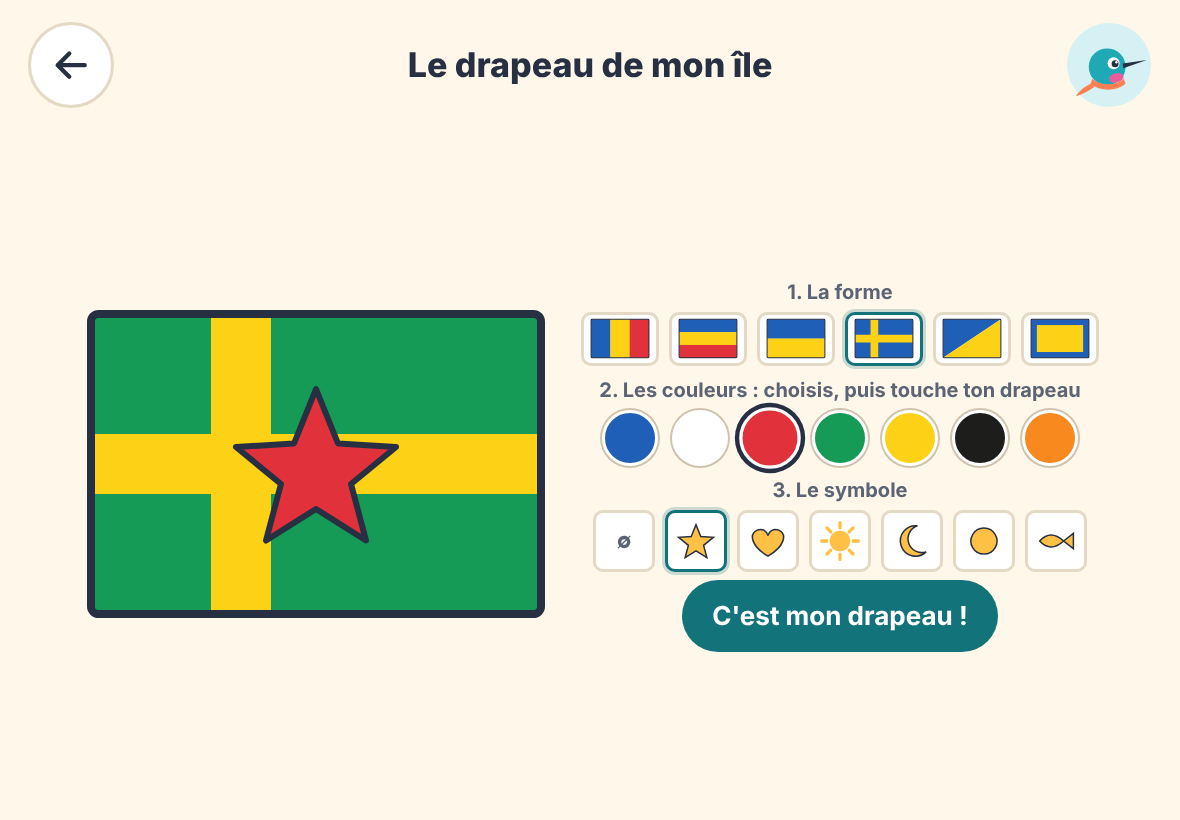 Le drapeau de mon île
1. La forme
2. Les couleurs : choisis, puis touche ton drapeau
3. Le symbole
ø
C'est mon drapeau !